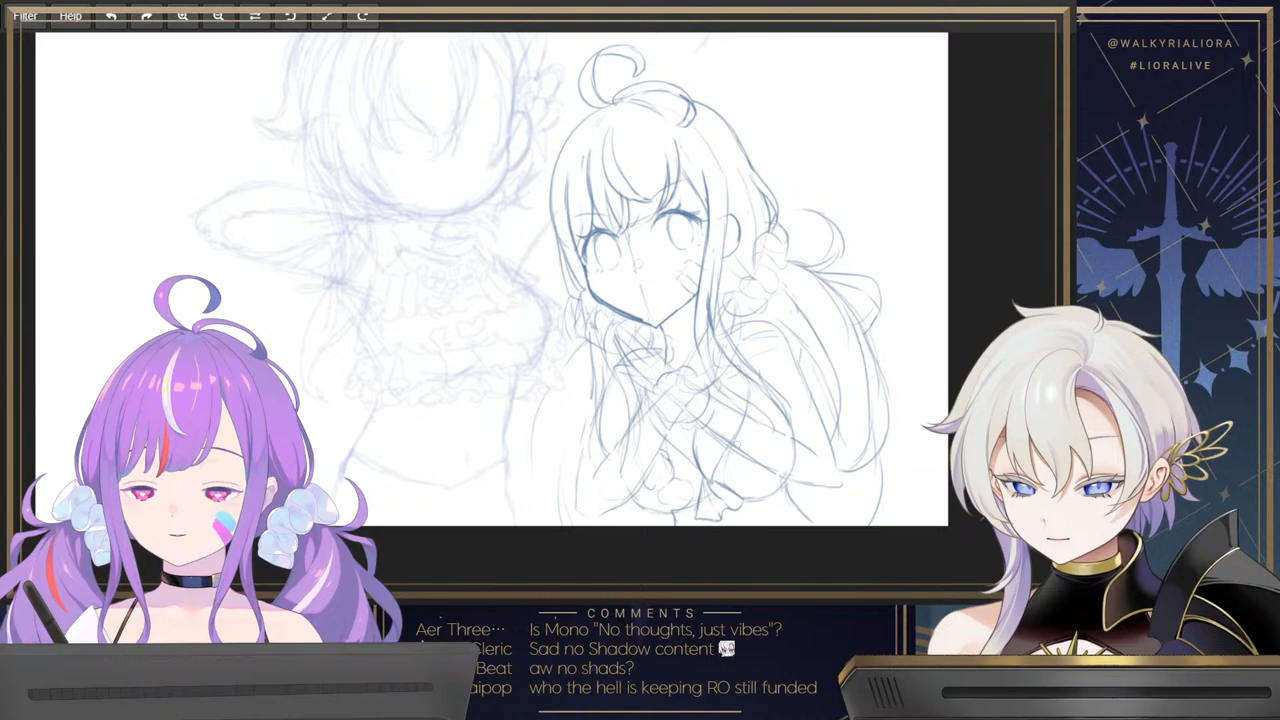 Filter Help
@WALKYRIALIORA
#LIORALIVE
COMMENTS
Aer Three… Is Mono "No thoughts, just vibes"?
Cleric Sad no Shadow content
Beat aw no shads?
aipop who the hell is keeping RO still funded